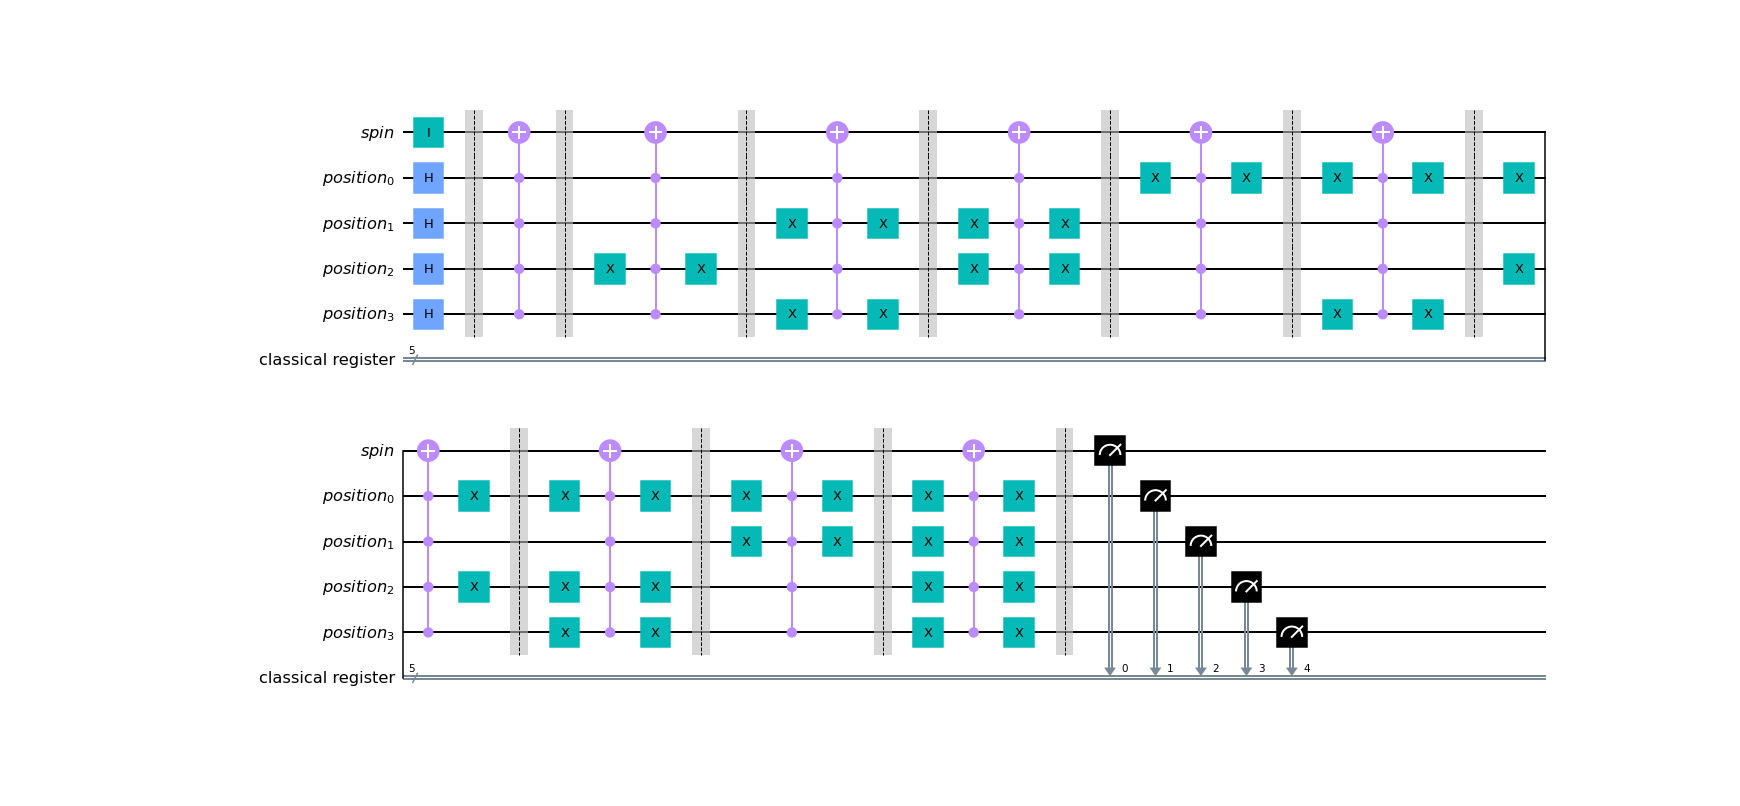 spin I
position0 H X X X X X
position1 H X X X X
position2 H X X X X X
position3 H X X X X
classical register 5
spin
position0 X X X X X X X
position1 X X X X
position2 X X X X X
position3 X X X X
classical register 5 0 1 2 3 4